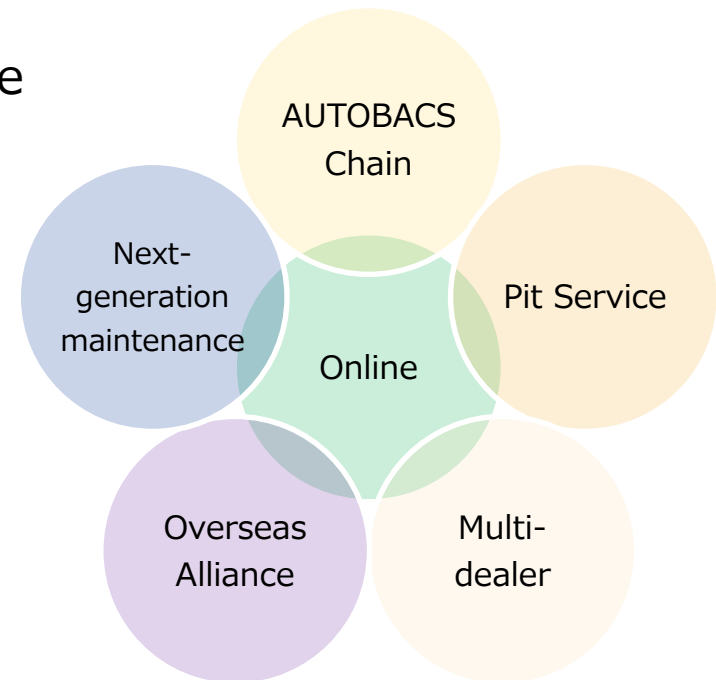 e
AUTOBACS
Chain
Next-
generation
maintenance
Pit Service
Online
Overseas
Alliance
Multi-
dealer